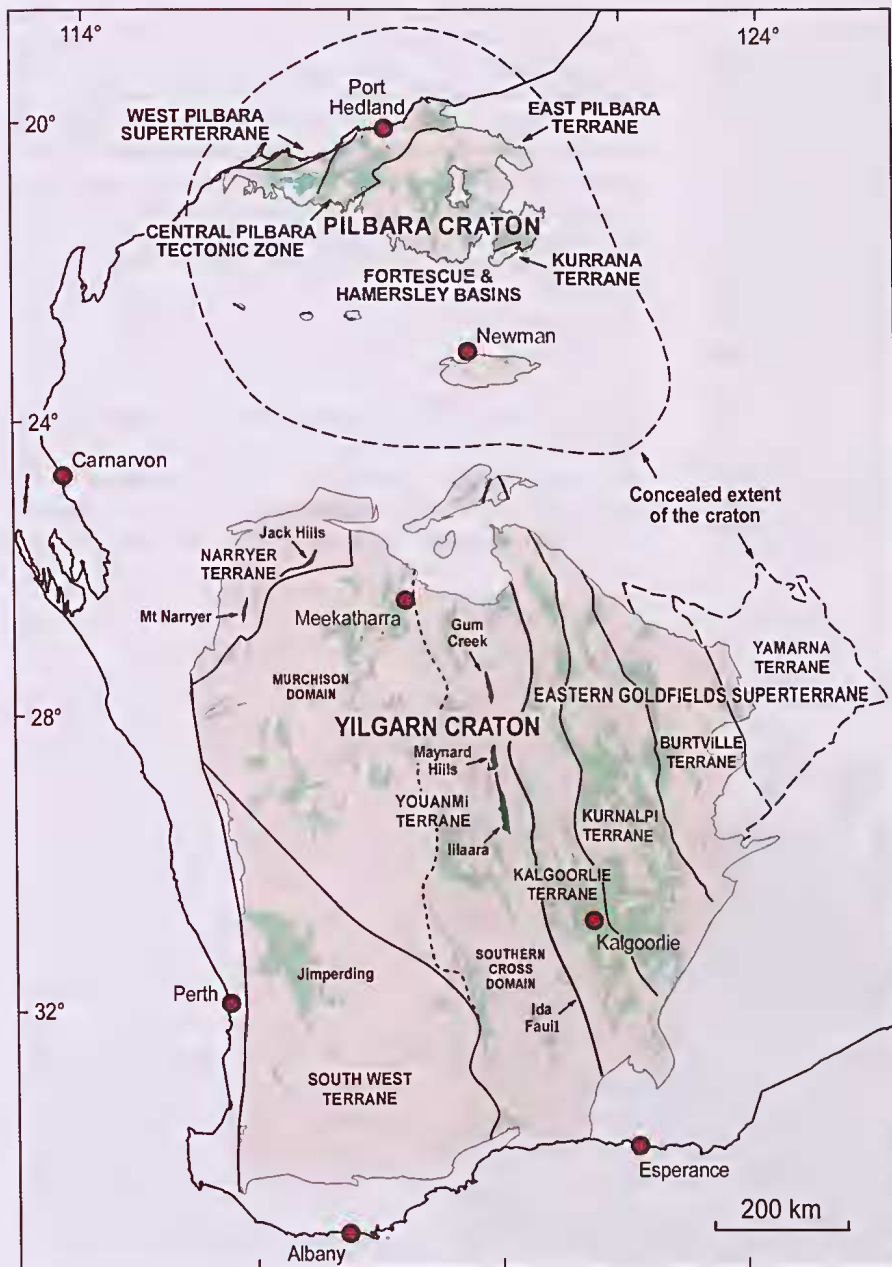 114°
124°
Port
Hedland
20°
WEST PILBARA
SUPERTERRANE
EAST PILBARA
TERRANE
CENTRAL PILBARA
TECTONIC ZONE
PILBARA CRATON
KURRANA
TERRANE
FORTESCUE &
HAMERSLEY BASINS
Newman
24°
Carnarvon
Concealed extent
of the craton
Jack Hills
NARRYER
TERRANE
Mt Narryer
Meekatharra
Gum
Creek
YAMARNA
TERRANE
MURCHISON
DOMAIN
EASTERN GOLDFIELDS SUPERTERRANE
28°
YILGARN CRATON
BURTVILLE
TERRANE
Maynard
Hills
YOUANMI
TERRANE
KURNALPI
TERRANE
Illaara
KALGOORLIE
TERRANE
Kalgoorlie
Jimperding
SOUTHERN
CROSS
DOMAIN
Perth
32°
Ida
Fault
SOUTH WEST
TERRANE
Esperance
200 km
Albany